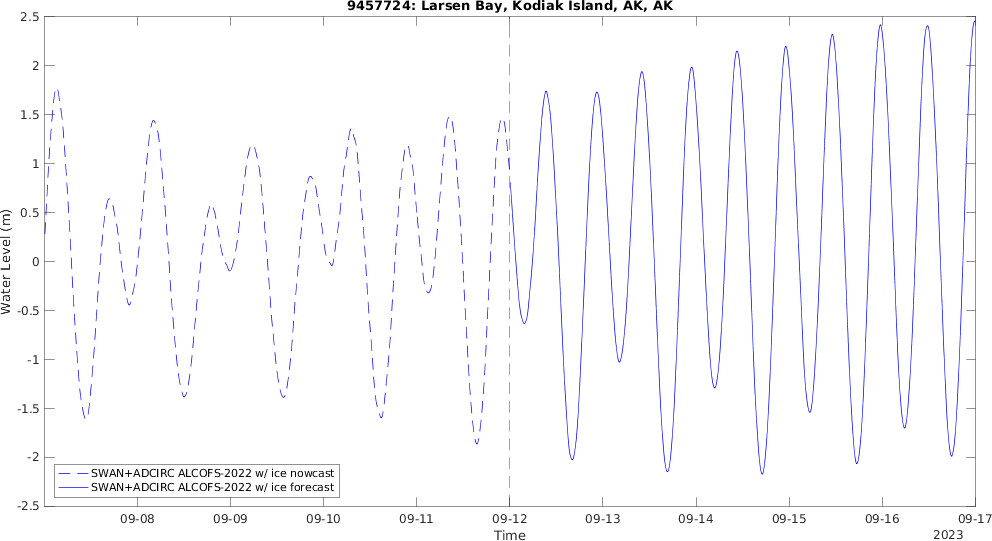 9457724: Larsen Bay, Kodiak Island, AK, AK
2.5
2
1.5
1
0.5
0
-0.5
-1
-1.5
-2
-2.5
Water Level (m)
SWAN+ADCIRC ALCOFS-2022 w/ ice nowcast
SWAN+ADCIRC ALCOFS-2022 w/ ice forecast
09-08 09-09 09-10 09-11 09-12 09-13 09-14 09-15 09-16 09-17
Time
2023